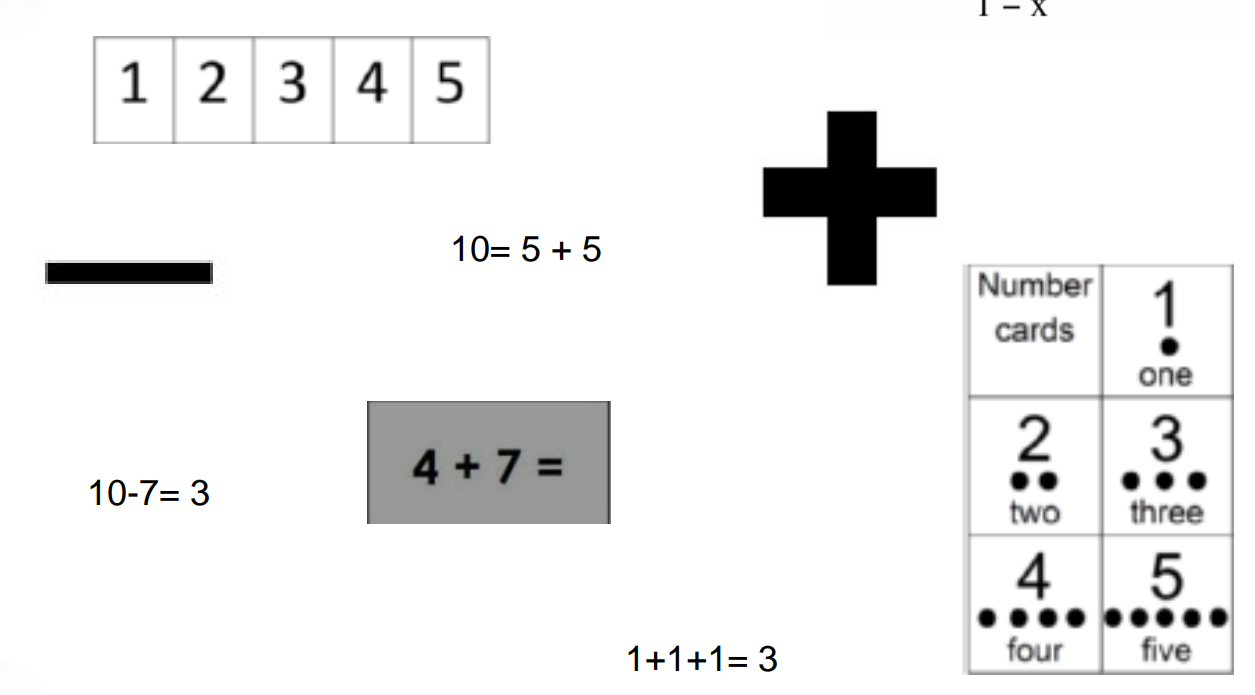 1 − x
1 2 3 4 5
10= 5 + 5
Number cards
1
one
2
two
3
three
4
four
5
five
4 + 7 =
10-7= 3
1+1+1= 3